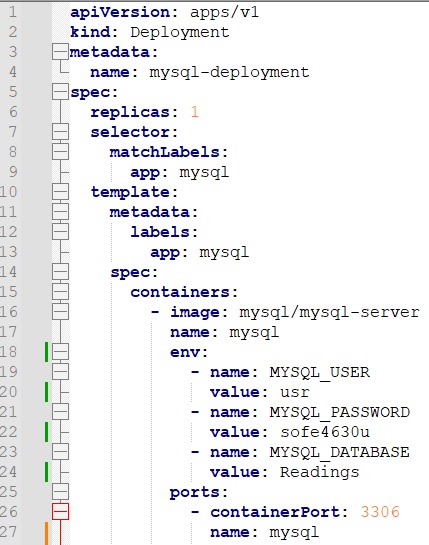 1 apiVersion: apps/v1
2 kind: Deployment
3 metadata:
4   name: mysql-deployment
5 spec:
6   replicas: 1
7   selector:
8     matchLabels:
9       app: mysql
10   template:
11     metadata:
12       labels:
13         app: mysql
14     spec:
15       containers:
16         - image: mysql/mysql-server
17           name: mysql
18           env:
19             - name: MYSQL_USER
20               value: usr
21             - name: MYSQL_PASSWORD
22               value: sofe4630u
23             - name: MYSQL_DATABASE
24               value: Readings
25           ports:
26             - containerPort: 3306
27               name: mysql